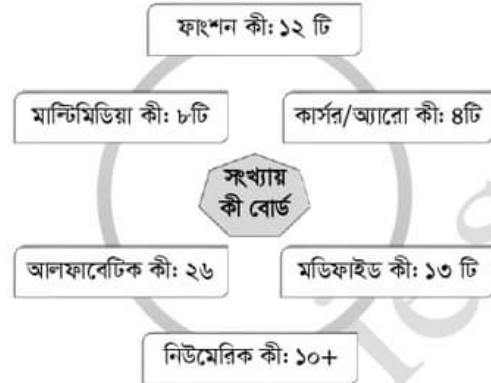 ফাংশন কী: ১২ টি
মাল্টিমিডিয়া কী: ৮টি
কার্সর/অ্যারো কী: ৪টি
সংখ্যায়
কী বোর্ড
আলফাবেটিক কী: ২৬
মডিফাইড কী: ১৩ টি
নিউমেরিক কী: ১০+